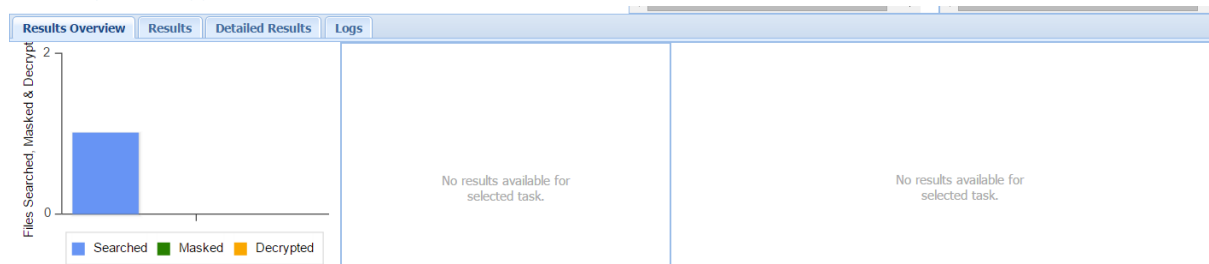 Results Overview Results Detailed Results Logs
Files Searched, Masked & Decrypt
2
0
Searched Masked Decrypted
No results available for
selected task.
No results available for
selected task.